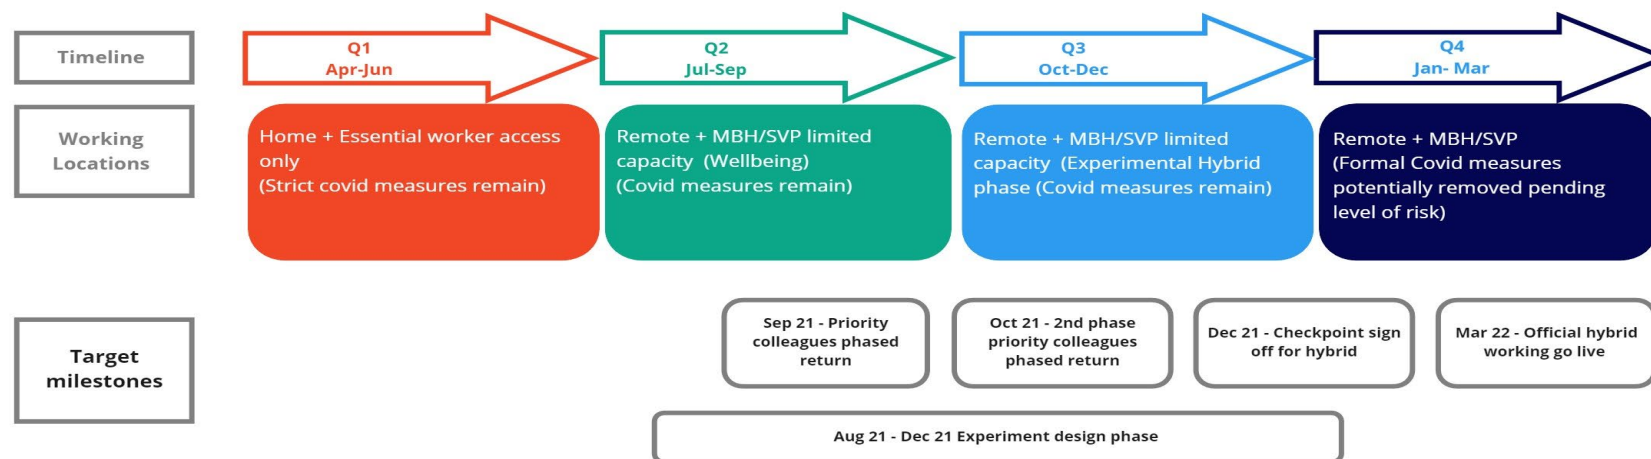 Timeline
Q1
Apr-Jun
Q2
Jul-Sep
Q3
Oct-Dec
Q4
Jan- Mar
Working
Locations
Home + Essential worker access
only
(Strict covid measures remain)
Remote + MBH/SVP limited
capacity  (Wellbeing)
(Covid measures remain)
Remote + MBH/SVP limited
capacity  (Experimental Hybrid
phase (Covid measures remain)
Remote + MBH/SVP
(Formal Covid measures
potentially removed pending
level of risk)
Target
milestones
Sep 21 - Priority
colleagues phased
return
Oct 21 - 2nd phase
priority colleagues
phased return
Dec 21 - Checkpoint sign
off for hybrid
Mar 22 - Official hybrid
working go live
Aug 21 - Dec 21 Experiment design phase